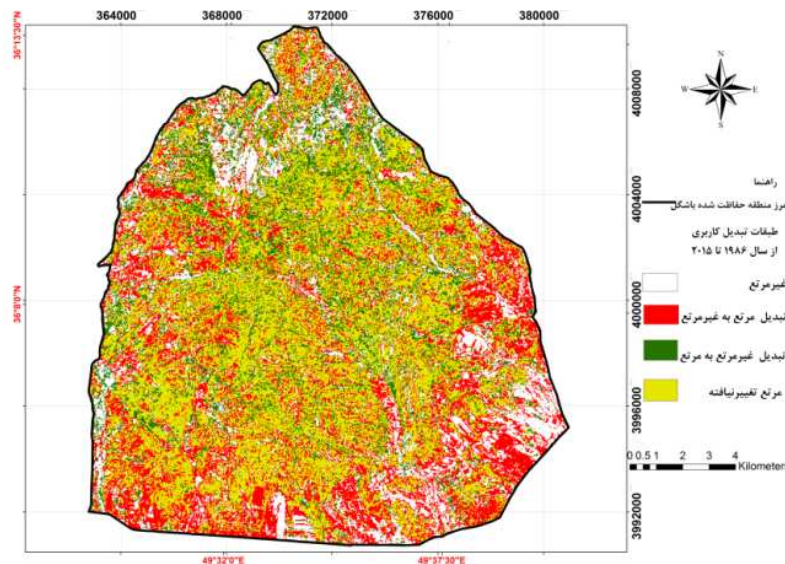 364000 368000 372000 376000 380000
36°13'30"N
36°8'0"N
4008000
4004000
4000000
3996000
3992000
49°32'0"E 49°37'30"E
N
W E
S
راهنما
مرز منطقه حفاظت شده باشگل
طبقات تبدیل کاربری
از سال ۱۹۸۶ تا ۲۰۱۵
غیرمرتع
تبدیل مرتع به غیرمرتع
تبدیل غیرمرتع به مرتع
مرتع تغییرنیافته
0 0.5 1 2 3 4
Kilometers